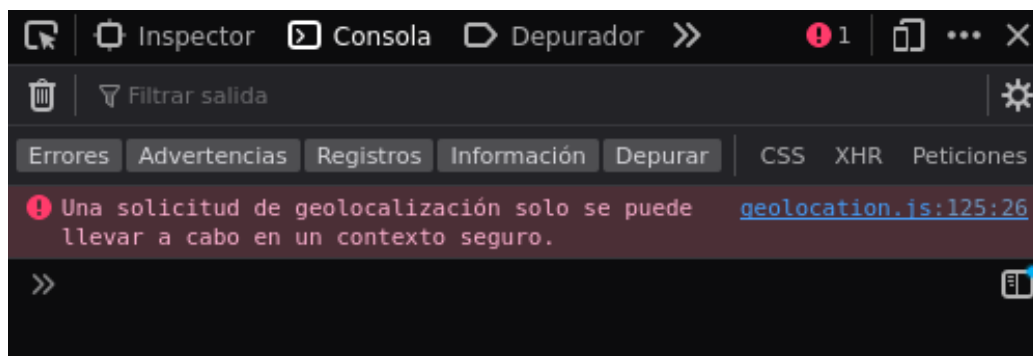 Inspector Consola Depurador 1
Filtrar salida
Errores Advertencias Registros Información Depurar CSS XHR Peticiones
Una solicitud de geolocalización solo se puede geolocation.js:125:26
llevar a cabo en un contexto seguro.